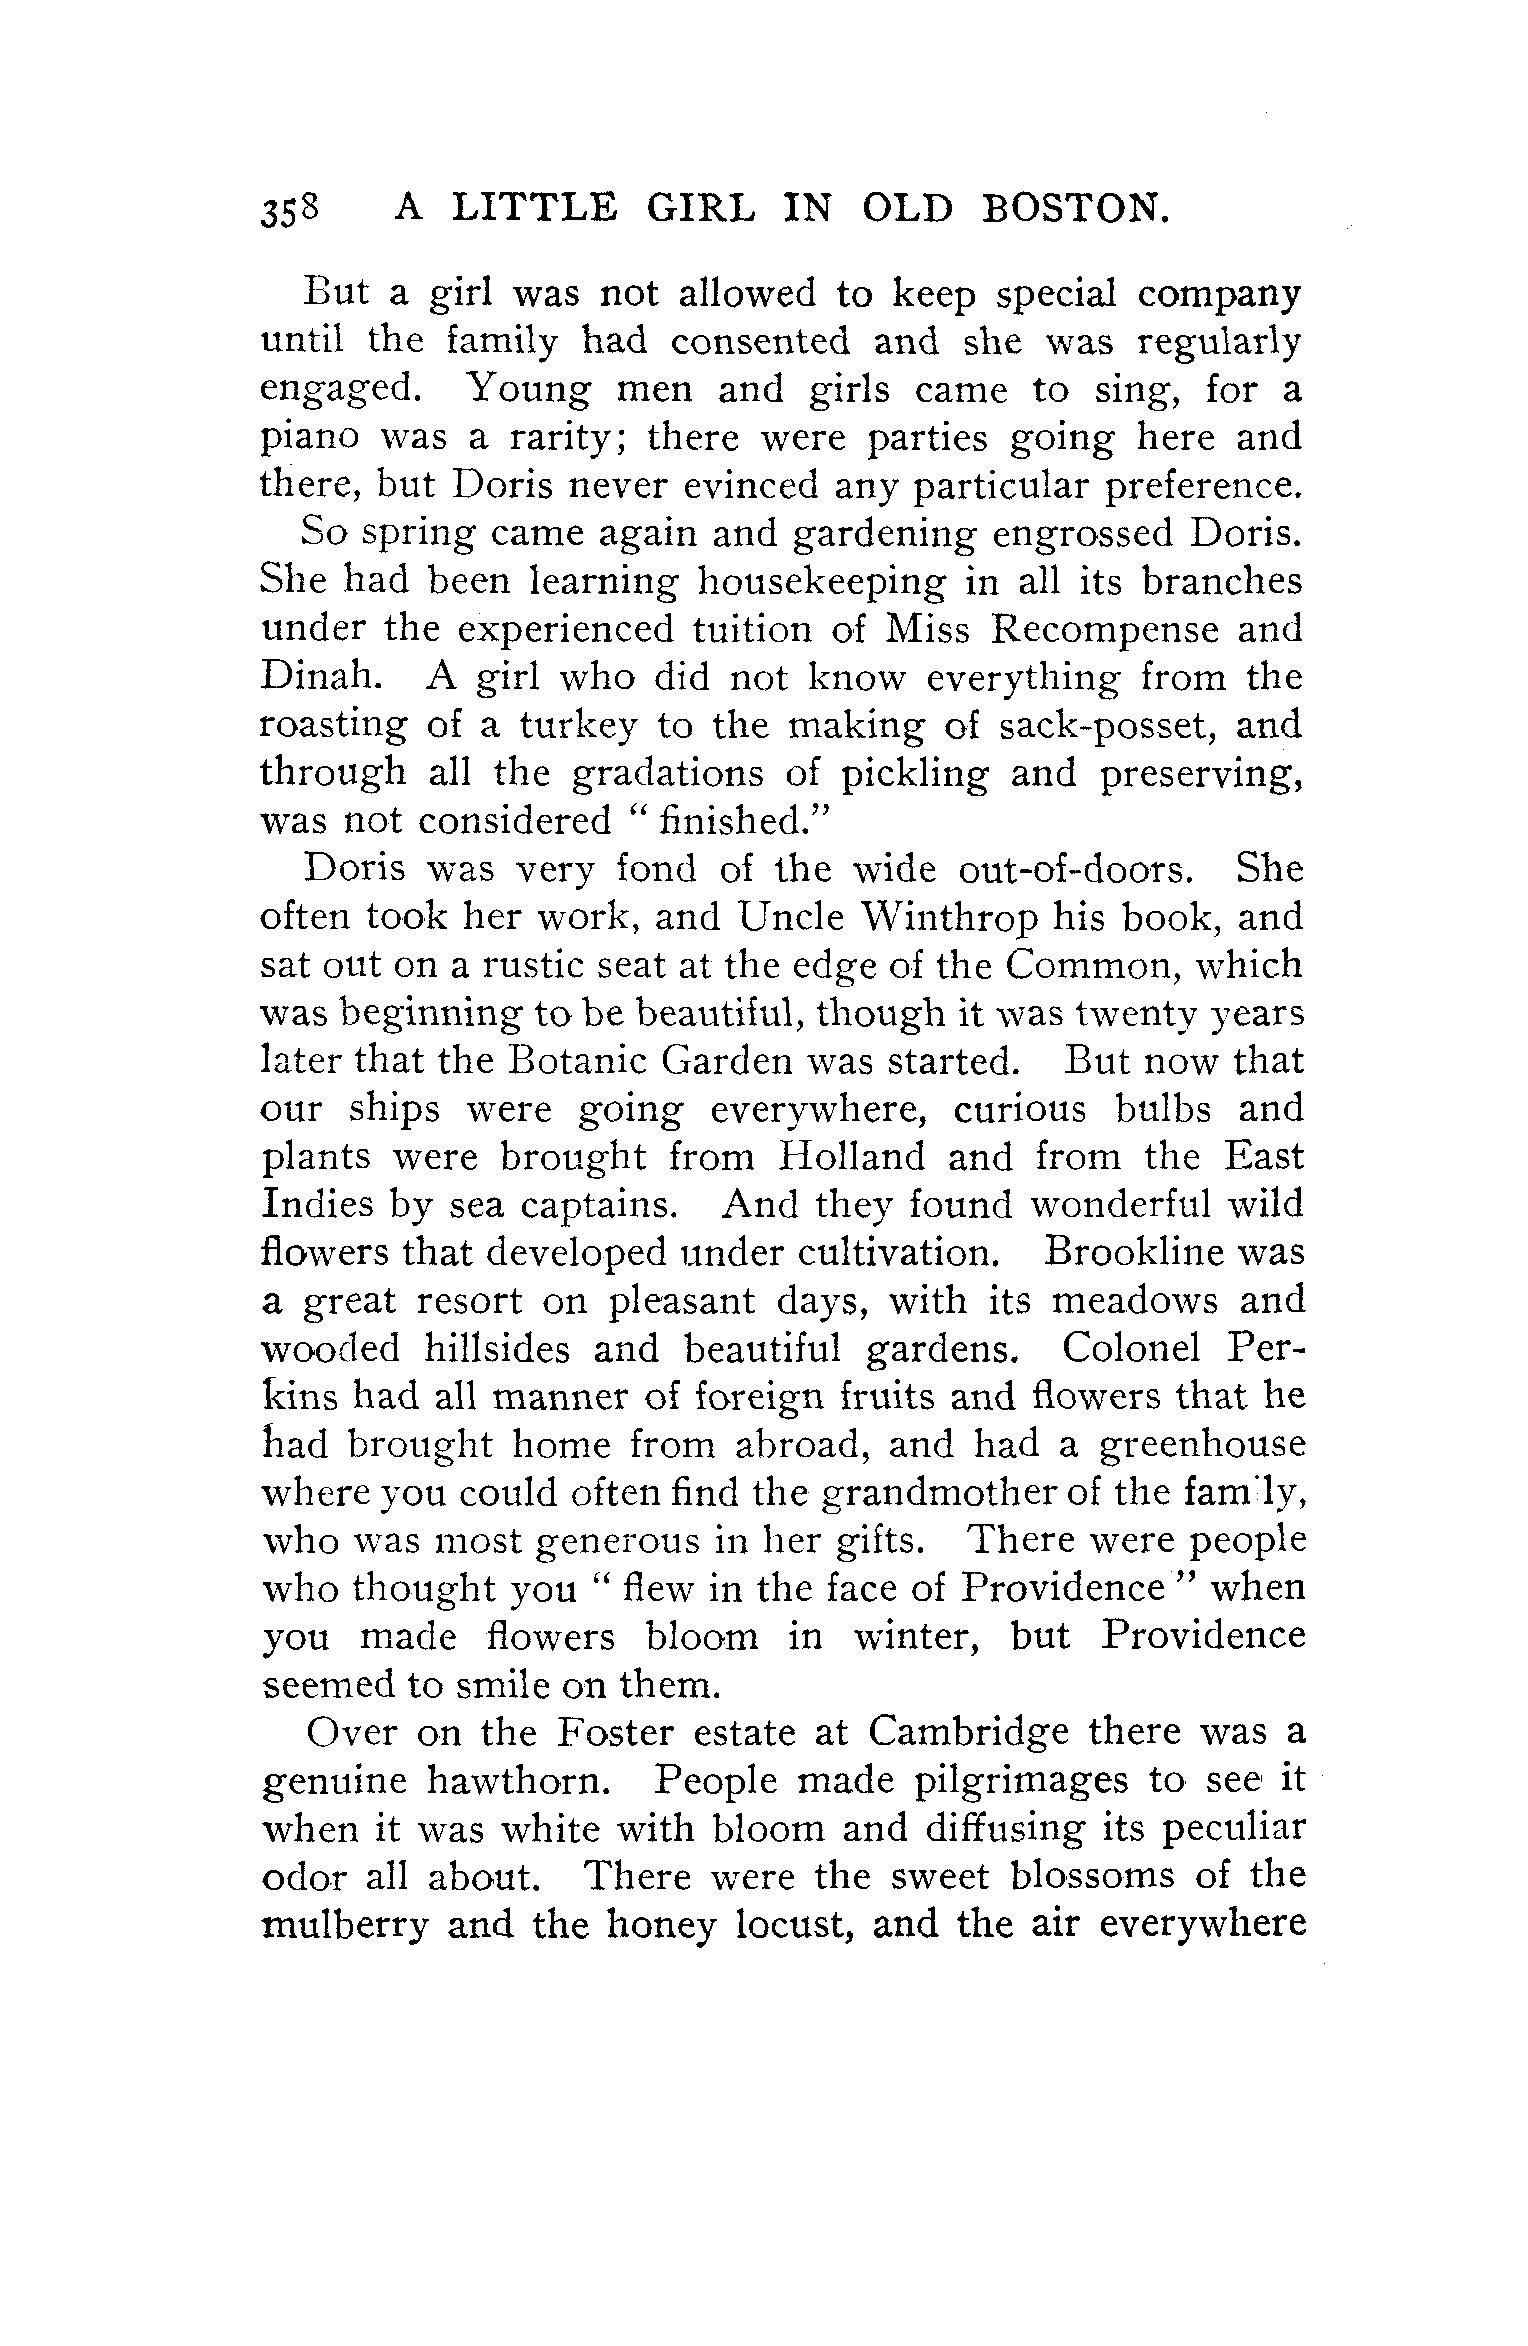 358 A LITTLE GIRL IN OLD BOSTON.
But a girl was not allowed to keep special company
until the family had consented and she was regularly
engaged. Young men and girls came to sing, for a
piano was a rarity; there were parties going here and
there, but Doris never evinced any particular preference.
So spring came again and gardening engrossed Doris.
She had been learning housekeeping in all its branches
under the experienced tuition of Miss Recompense and
Dinah. A girl who did not know everything from the
roasting of a turkey to the making of sack-posset, and
through all the gradations of pickling and preserving,
was not considered “ finished.”
Doris was very fond of the wide out-of-doors. She
often took her work, and Uncle Winthrop his book, and
sat out on a rustic seat at the edge of the Common, which
was beginning to be beautiful, though it was twenty years
later that the Botanic Garden was started. But now that
our ships were going everywhere, curious bulbs and
plants were brought from Holland and from the East
Indies by sea captains. And they found wonderful wild
flowers that developed under cultivation. Brookline was
a great resort on pleasant days, with its meadows and
wooded hillsides and beautiful gardens. Colonel Per-
kins had all manner of foreign fruits and flowers that he
had brought home from abroad, and had a greenhouse
where you could often find the grandmother of the family,
who was most generous in her gifts. There were people
who thought you “ flew in the face of Providence ” when
you made flowers bloom in winter, but Providence
seemed to smile on them.
Over on the Foster estate at Cambridge there was a
genuine hawthorn. People made pilgrimages to see it
when it was white with bloom and diffusing its peculiar
odor all about. There were the sweet blossoms of the
mulberry and the honey locust, and the air everywhere